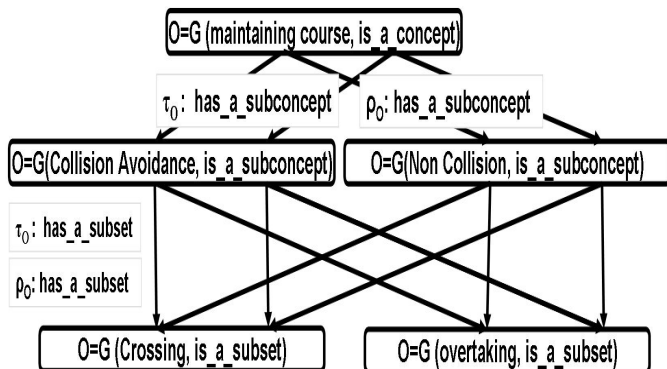 O=G (maintaining course, is_a_concept)
τ₀: has_a_subconcept
ρ₀: has_a_subconcept
O=G(Collision Avoidance, is_a_subconcept)
O=G(Non Collision, is_a_subconcept)
τ₀: has_a_subset
ρ₀: has_a_subset
O=G (Crossing, is_a_subset)
O=G (overtaking, is_a_subset)